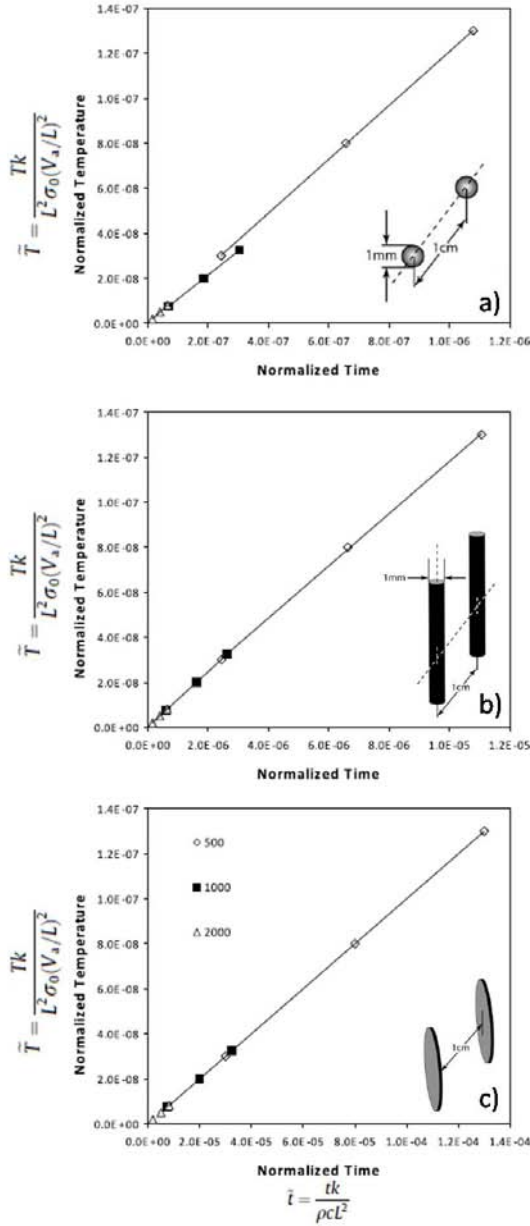 1.4E-07
1.2E-07
1.0E-07
8.0E-08
6.0E-08
4.0E-08
2.0E-08
0.0E+00
Normalized Temperature
T̃ = Tk / L²σ₀(Vₐ/L)²
0.0E+00 2.0E-07 4.0E-07 6.0E-07 8.0E-07 1.0E-06 1.2E-06
Normalized Time
1mm
1cm
a)
1.4E-07
1.2E-07
1.0E-07
8.0E-08
6.0E-08
4.0E-08
2.0E-08
0.0E+00
Normalized Temperature
T̃ = Tk / L²σ₀(Vₐ/L)²
0.0E+00 2.0E-06 4.0E-06 6.0E-06 8.0E-06 1.0E-05 1.2E-05
Normalized Time
1mm
1cm
b)
1.4E-07
1.2E-07
1.0E-07
8.0E-08
6.0E-08
4.0E-08
2.0E-08
0.0E+00
Normalized Temperature
T̃ = Tk / L²σ₀(Vₐ/L)²
500
1000
2000
1cm
c)
0.0E+00 2.0E-05 4.0E-05 6.0E-05 8.0E-05 1.0E-04 1.2E-04 1.4E-04
Normalized Time
t̃ = tk / ρcL²